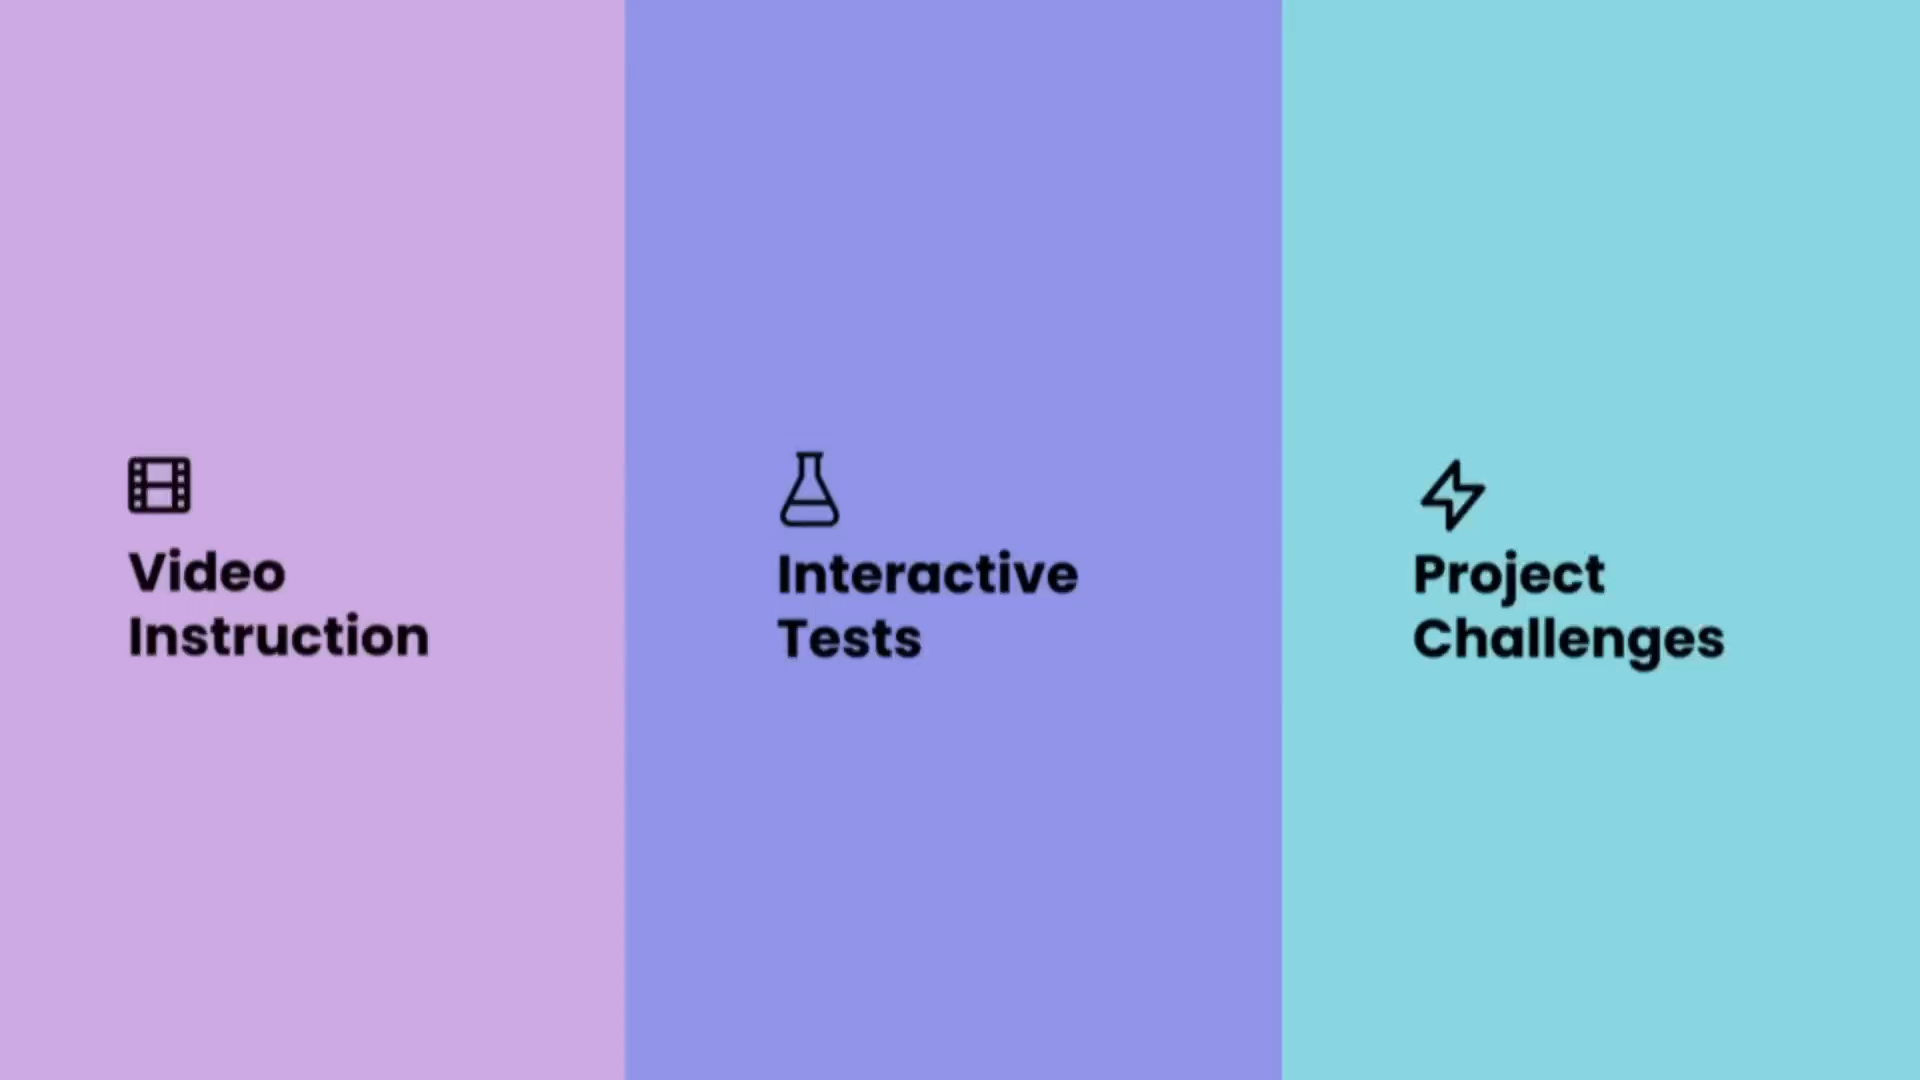 Video
Instruction
Interactive
Tests
Project
Challenges